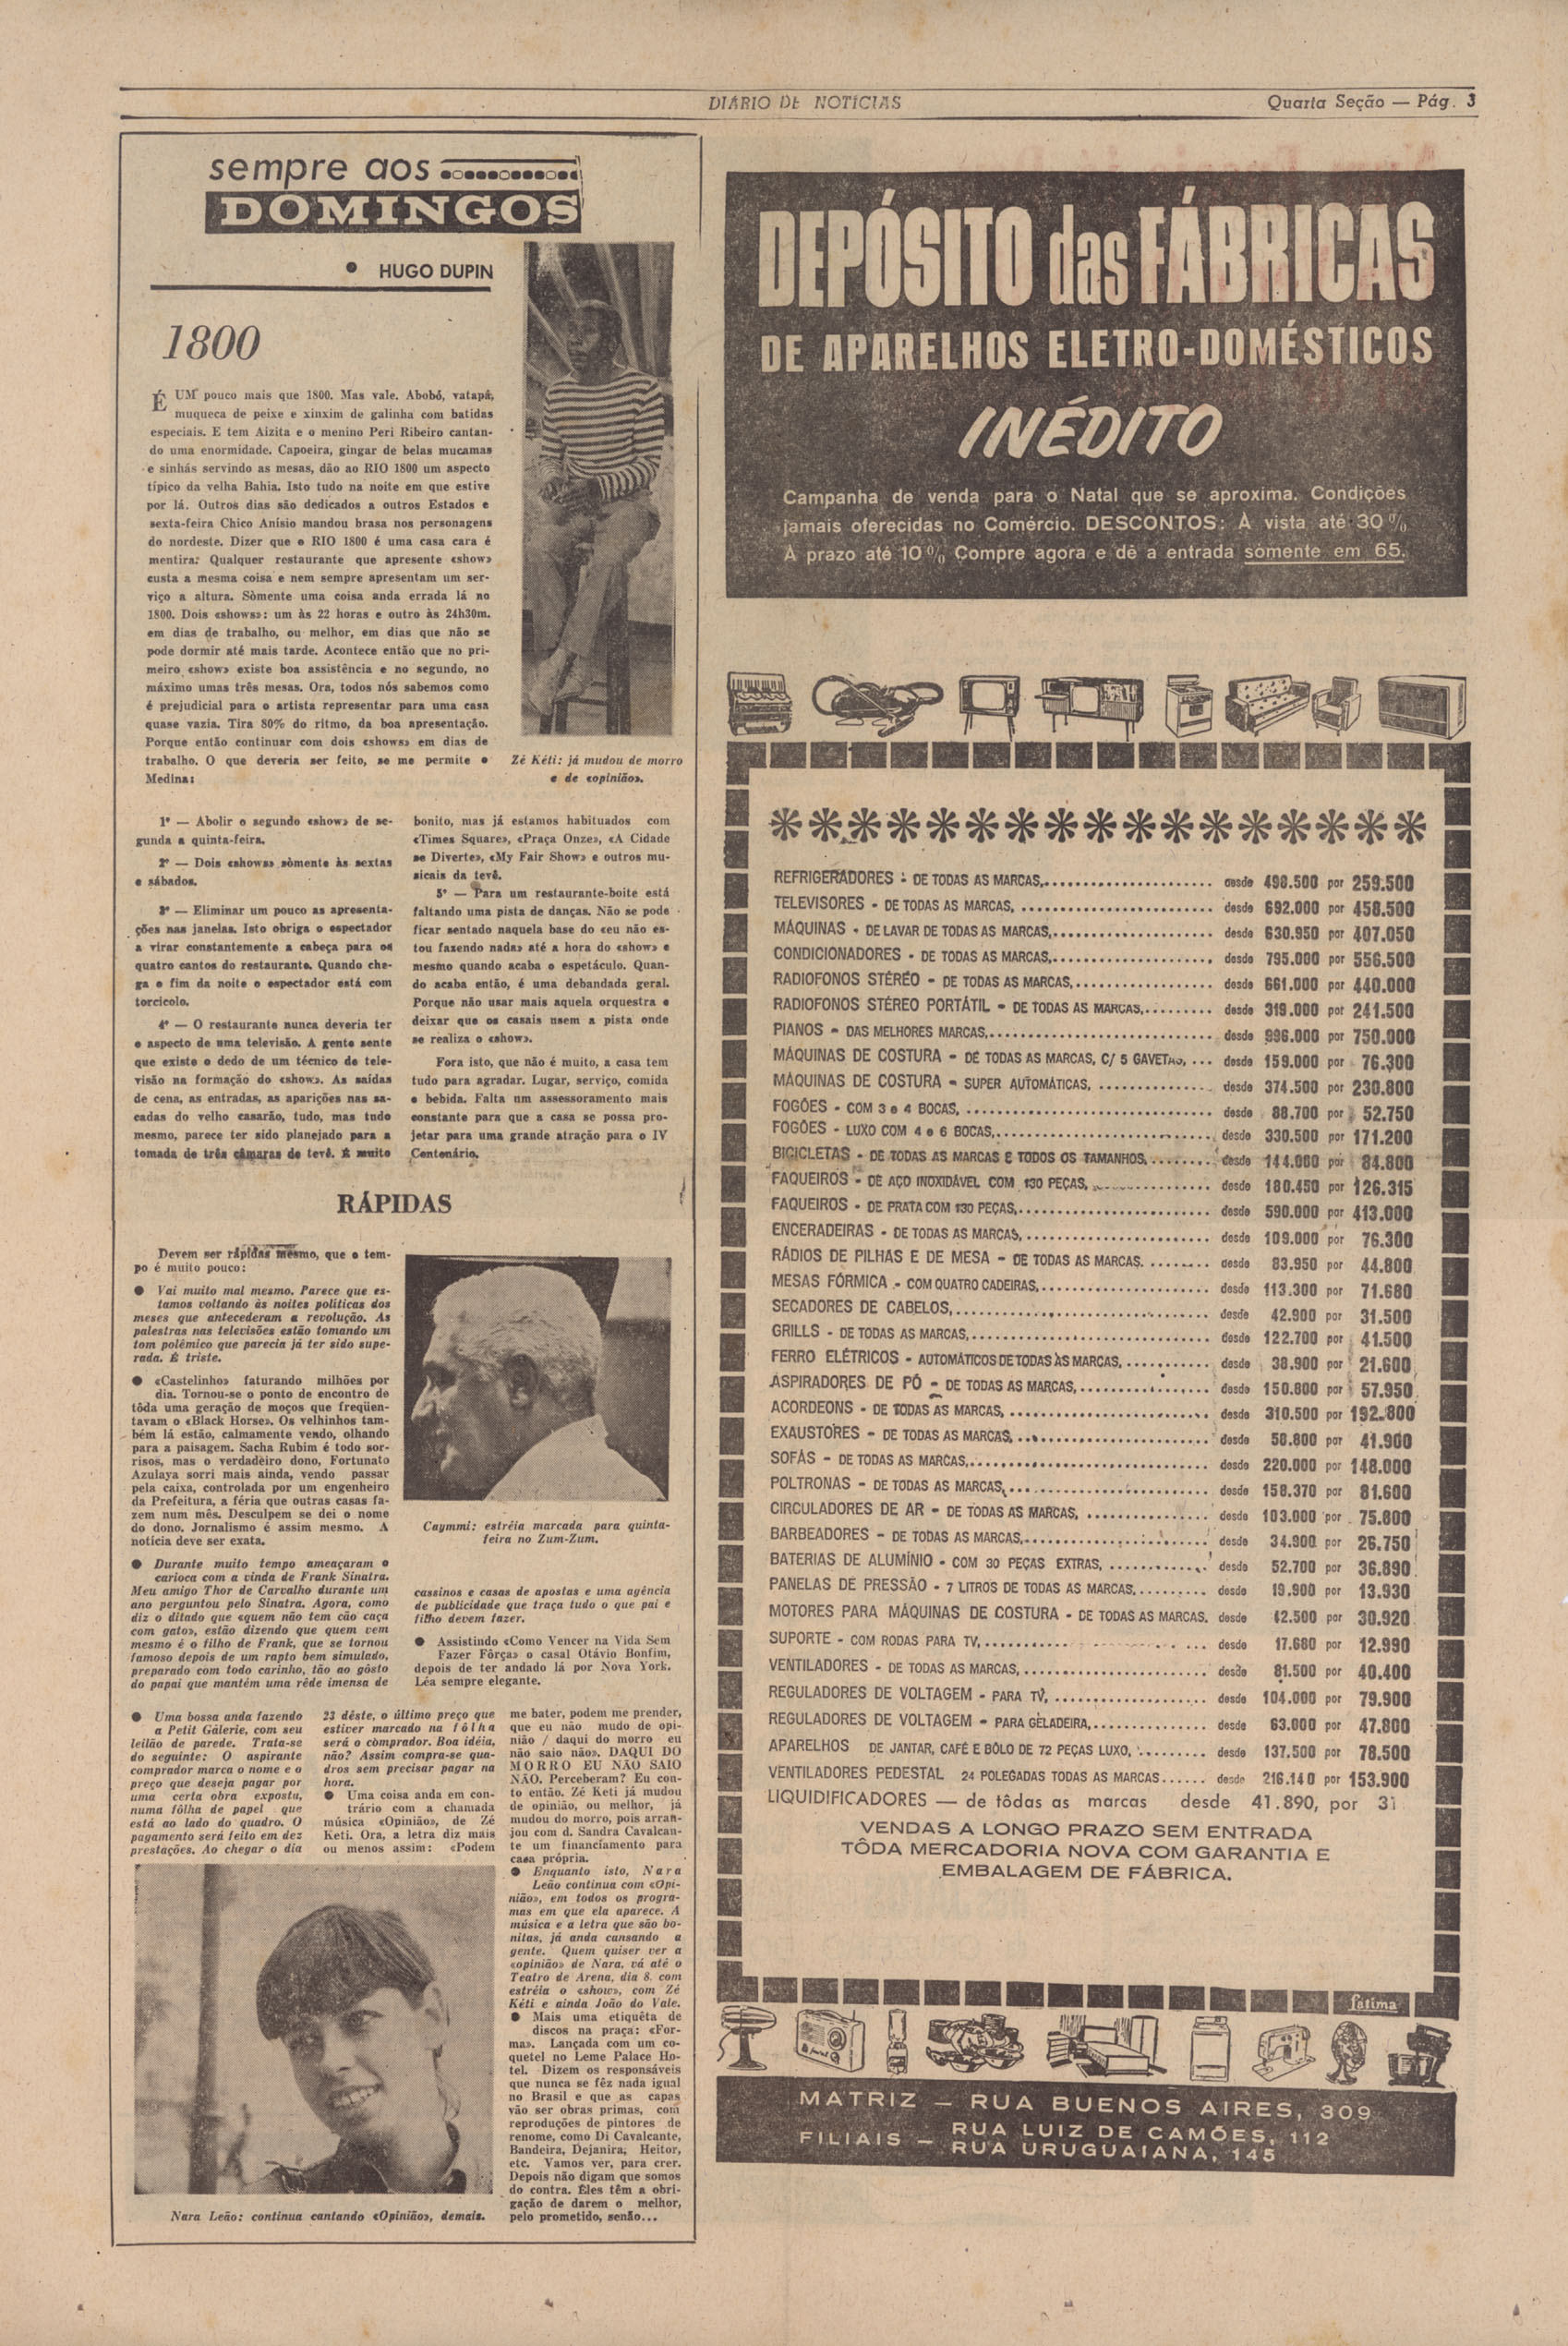 DIÁRIO DE NOTÍCIAS
Quarta Seção — Pág. 3
sempre aos
DOMINGOS
● HUGO DUPIN
1800
É UM pouco mais que 1800. Mas vale. Abobó, vatapá,
muqueca de peixe e xinxim de galinha com batidas
especiais. E tem Aizita e o menino Peri Ribeiro cantan-
do uma enormidade. Capoeira, gingar de belas mucamas
e sinhás servindo as mesas, dão ao RIO 1800 um aspecto
típico da velha Bahia. Isto tudo na noite em que estive
por lá. Outros dias são dedicados a outros Estados e
sexta-feira Chico Anísio mandou brasa nos personagens
do nordeste. Dizer que o RIO 1800 é uma casa cara é
mentira: Qualquer restaurante que apresente «show»
custa a mesma coisa e nem sempre apresentam um ser-
viço a altura. Sòmente uma coisa anda errada lá no
1800. Dois «shows»: um às 22 horas e outro às 24h30m.
em dias de trabalho, ou melhor, em dias que não se
pode dormir até mais tarde. Acontece então que no pri-
meiro «show» existe boa assistência e no segundo, no
máximo umas três mesas. Ora, todos nós sabemos como
é prejudicial para o artista representar para uma casa
quase vazia. Tira 80% do ritmo, da boa apresentação.
Porque então continuar com dois «shows» em dias de
trabalho. O que deveria ser feito, se me permite o
Medina:
Zé Kéti: já mudou de morro
e de «opinião».
1º — Abolir o segundo «show» de se-
gunda a quinta-feira.
2º — Dois «shows» sòmente às sextas
e sábados.
3º — Eliminar um pouco as apresenta-
ções nas janelas. Isto obriga o espectador
a virar constantemente a cabeça para os
quatro cantos do restaurante. Quando che-
ga o fim da noite o espectador está com
torcicolo.
4º — O restaurante nunca deveria ter
o aspecto de uma televisão. A gente sente
que existe o dedo de um técnico de tele-
visão na formação do «show». As saídas
de cena, as entradas, as aparições nas sa-
cadas do velho casarão, tudo, mas tudo
mesmo, parece ter sido planejado para a
tomada de três câmaras de tevê. É muito
bonito, mas já estamos habituados com
«Times Square», «Praça Onze», «A Cidade
se Diverte», «My Fair Show» e outros mu-
sicais da tevê.
5º — Para um restaurante-boite está
faltando uma pista de danças. Não se pode
ficar sentado naquela base do «eu não es-
tou fazendo nada» até a hora do «show» e
mesmo quando acaba o espetáculo. Quan-
do acaba então, é uma debandada geral.
Porque não usar mais aquela orquestra e
deixar que os casais usem a pista onde
se realiza o «show».
Fora isto, que não é muito, a casa tem
tudo para agradar. Lugar, serviço, comida
e bebida. Falta um assessoramento mais
constante para que a casa se possa pro-
jetar para uma grande atração para o IV
Centenário.
RÁPIDAS
Devem ser rápidas mesmo, que o tem-
po é muito pouco:
● Vai muito mal mesmo. Parece que es-
tamos voltando às noites políticas dos
meses que antecederam a revolução. As
palestras nas televisões estão tomando um
tom polêmico que parecia já ter sido supe-
rada. É triste.
● «Castelinho» faturando milhões por
dia. Tornou-se o ponto de encontro de
tôda uma geração de moços que freqüen-
tavam o «Black Horse». Os velhinhos tam-
bém lá estão, calmamente vendo, olhando
para a paisagem. Sacha Rubim é todo sor-
risos, mas o verdadeiro dono, Fortunato
Azulaya sorri mais ainda, vendo passar
pela caixa, controlada por um engenheiro
da Prefeitura, a féria que outras casas fa-
zem num mês. Desculpem se dei o nome
do dono. Jornalismo é assim mesmo. A
notícia deve ser exata.
● Durante muito tempo ameaçaram o
carioca com a vinda de Frank Sinatra.
Meu amigo Thor de Carvalho durante um
ano perguntou pelo Sinatra. Agora, como
diz o ditado que «quem não tem cão caça
com gato», estão dizendo que quem vem
mesmo é o filho de Frank, que se tornou
famoso depois de um rapto bem simulado,
preparado com todo carinho, tão ao gôsto
do papai que mantém uma rêde imensa de
Caymmi: estréia marcada para quinta-
feira no Zum-Zum.
cassinos e casas de apostas e uma agência
de publicidade que traça tudo o que pai e
filho devem fazer.
● Assistindo «Como Vencer na Vida Sem
Fazer Fôrça» o casal Otávio Bonfim,
depois de ter andado lá por Nova York.
Léa sempre elegante.
● Uma bossa anda fazendo
a Petit Galerie, com seu
leilão de parede. Trata-se
do seguinte: O aspirante
comprador marca o nome e o
preço que deseja pagar por
uma certa obra exposta,
numa fôlha de papel que
está ao lado do quadro. O
pagamento será feito em dez
prestações. Ao chegar o dia
23 dêste, o último preço que
estiver marcado na fôlha
será o comprador. Boa idéia,
não? Assim compra-se qua-
dros sem precisar pagar na
hora.
● Uma coisa anda em con-
trário com a chamada
música «Opinião», de Zé
Keti. Ora, a letra diz mais
ou menos assim: «Podem
me bater, podem me prender,
que eu não mudo de opi-
nião / daqui do morro eu
não saio não». DAQUI DO
MORRO EU NÃO SAIO
NÃO. Perceberam? Eu con-
to então. Zé Keti já mudou
de opinião, ou melhor, já
mudou do morro, pois arran-
jou com d. Sandra Cavalcan-
te um financiamento para
casa própria.
● Enquanto isto, Nara
Leão continua com «Opi-
nião», em todos os progra-
mas em que ela aparece. A
música e a letra que são bo-
nitas, já anda cansando a
gente. Quem quiser ver a
«opinião» de Nara, vá até o
Teatro de Arena, dia 8, com
estréia o «show», com Zé
Kéti e ainda João do Vale.
● Mais uma etiquêta de
discos na praça: «For-
ma». Lançada com um co-
quetel no Leme Palace Ho-
tel. Dizem os responsáveis
que nunca se fêz nada igual
no Brasil e que as capas
vão ser obras primas, com
reproduções de pintores de
renome, como Di Cavalcante,
Bandeira, Dejanira, Heitor,
etc. Vamos ver, para crer.
Depois não digam que somos
do contra. Êles têm a obri-
gação de darem o melhor,
pelo prometido, senão...
Nara Leão: continua cantando «Opinião», demais.
DEPÓSITO das FÁBRICAS
DE APARELHOS ELETRO-DOMÉSTICOS
INÉDITO
Campanha de venda para o Natal que se aproxima. Condições
jamais oferecidas no Comércio. DESCONTOS: À vista até 30%
À prazo até 10% Compre agora e dê a entrada sòmente em 65.
REFRIGERADORES - DE TODAS AS MARCAS, desde 498.500 por 259.500
TELEVISORES - DE TODAS AS MARCAS, desde 692.000 por 458.500
MÁQUINAS - DE LAVAR DE TODAS AS MARCAS, desde 630.950 por 407.050
CONDICIONADORES - DE TODAS AS MARCAS, desde 795.000 por 556.500
RADIOFONOS STÉREO - DE TODAS AS MARCAS, desde 661.000 por 440.000
RADIOFONOS STÉREO PORTÁTIL - DE TODAS AS MARCAS, desde 319.000 por 241.500
PIANOS - DAS MELHORES MARCAS, desde 996.000 por 750.000
MÁQUINAS DE COSTURA - DE TODAS AS MARCAS, C/ 5 GAVETAS, desde 159.000 por 76.300
MÁQUINAS DE COSTURA - SUPER AUTOMÁTICAS, desde 374.500 por 230.800
FOGÕES - COM 3 e 4 BOCAS, desde 88.700 por 52.750
FOGÕES - LUXO COM 4 e 6 BOCAS, desde 330.500 por 171.200
BICICLETAS - DE TODAS AS MARCAS E TODOS OS TAMANHOS, desde 144.000 por 84.800
FAQUEIROS - DE AÇO INOXIDÁVEL COM 130 PEÇAS, desde 180.450 por 126.315
FAQUEIROS - DE PRATA COM 130 PEÇAS, desde 590.000 por 413.000
ENCERADEIRAS - DE TODAS AS MARCAS, desde 109.000 por 76.300
RÁDIOS DE PILHAS E DE MESA - DE TODAS AS MARCAS. desde 83.950 por 44.800
MESAS FÓRMICA - COM QUATRO CADEIRAS, desde 113.300 por 71.680
SECADORES DE CABELOS, desde 42.900 por 31.500
GRILLS - DE TODAS AS MARCAS, desde 122.700 por 41.500
FERRO ELÉTRICOS - AUTOMÁTICOS DE TODAS AS MARCAS, desde 38.900 por 21.600
ASPIRADORES DE PÓ - DE TODAS AS MARCAS, desde 150.800 por 57.950
ACORDEONS - DE TODAS AS MARCAS, desde 310.500 por 192.800
EXAUSTORES - DE TODAS AS MARCAS, desde 58.800 por 41.900
SOFÁS - DE TODAS AS MARCAS, desde 220.000 por 148.000
POLTRONAS - DE TODAS AS MARCAS, desde 158.370 por 81.600
CIRCULADORES DE AR - DE TODAS AS MARCAS, desde 103.000 por 75.800
BARBEADORES - DE TODAS AS MARCAS, desde 34.900 por 26.750
BATERIAS DE ALUMÍNIO - COM 30 PEÇAS EXTRAS, desde 52.700 por 36.890
PANELAS DE PRESSÃO - 7 LITROS DE TODAS AS MARCAS, desde 19.900 por 13.930
MOTORES PARA MÁQUINAS DE COSTURA - DE TODAS AS MARCAS. desde 42.500 por 30.920
SUPORTE - COM RODAS PARA TV, desde 17.680 por 12.990
VENTILADORES - DE TODAS AS MARCAS, desde 81.500 por 40.400
REGULADORES DE VOLTAGEM - PARA TV, desde 104.000 por 79.900
REGULADORES DE VOLTAGEM - PARA GELADEIRA, desde 63.000 por 47.800
APARELHOS DE JANTAR, CAFÉ E BÔLO DE 72 PEÇAS LUXO, desde 137.500 por 78.500
VENTILADORES PEDESTAL 24 POLEGADAS TODAS AS MARCAS desde 216.140 por 153.900
LIQUIDIFICADORES — de tôdas as marcas desde 41.890, por 31
VENDAS A LONGO PRAZO SEM ENTRADA
TÔDA MERCADORIA NOVA COM GARANTIA E
EMBALAGEM DE FÁBRICA.
Latima
MATRIZ — RUA BUENOS AIRES, 309
FILIAIS — RUA LUIZ DE CAMÕES, 112
RUA URUGUAIANA, 145